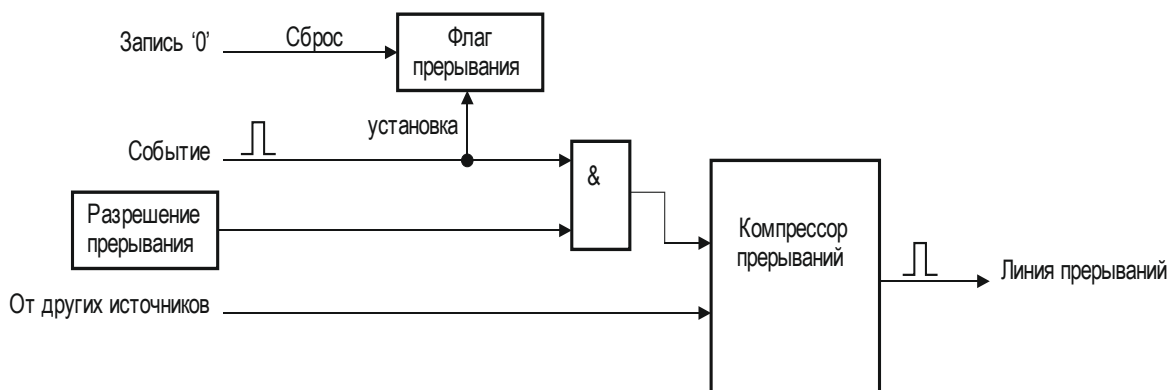 Запись ‘0’
Сброс
Флаг
прерывания
установка
Событие
&
Разрешение
прерывания
Компрессор
прерываний
Линия прерываний
От других источников